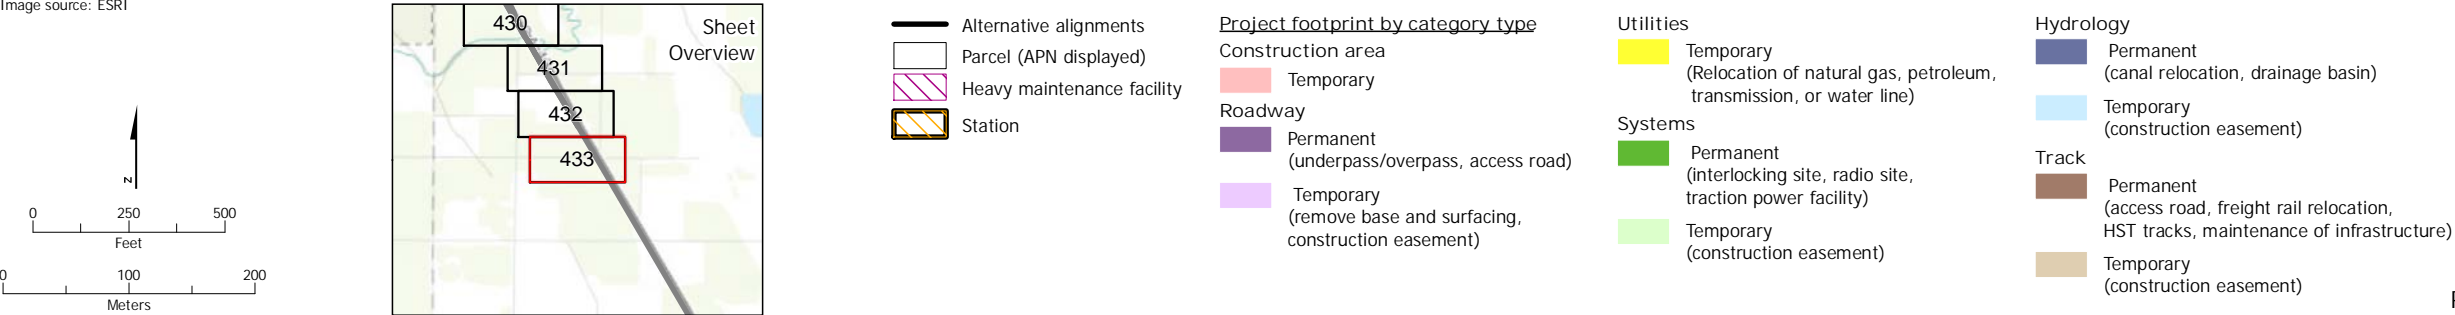 Image source: ESRI
N
0 250 500
Feet
0 100 200
Meters
430
431
432
433
Sheet
Overview
Alternative alignments
Parcel (APN displayed)
Heavy maintenance facility
Station
Project footprint by category type
Construction area
Temporary
Roadway
Permanent
(underpass/overpass, access road)
Temporary
(remove base and surfacing,
construction easement)
Utilities
Temporary
(Relocation of natural gas, petroleum,
transmission, or water line)
Systems
Permanent
(interlocking site, radio site,
traction power facility)
Temporary
(construction easement)
Hydrology
Permanent
(canal relocation, drainage basin)
Temporary
(construction easement)
Track
Permanent
(access road, freight rail relocation,
HST tracks, maintenance of infrastructure)
Temporary
(construction easement)